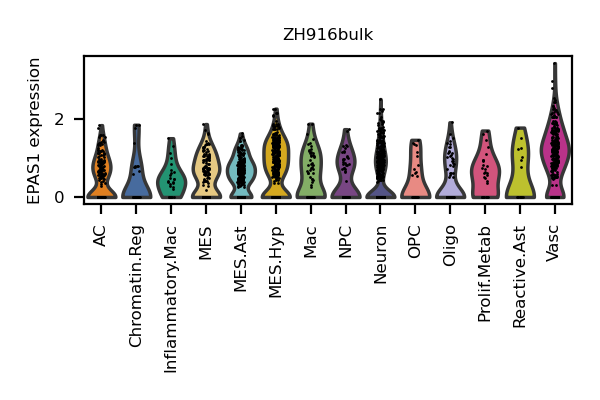 ZH916bulk
EPAS1 expression
2
0
AC
Chromatin.Reg
Inflammatory.Mac
MES
MES.Ast
MES.Hyp
Mac
NPC
Neuron
OPC
Oligo
Prolif.Metab
Reactive.Ast
Vasc